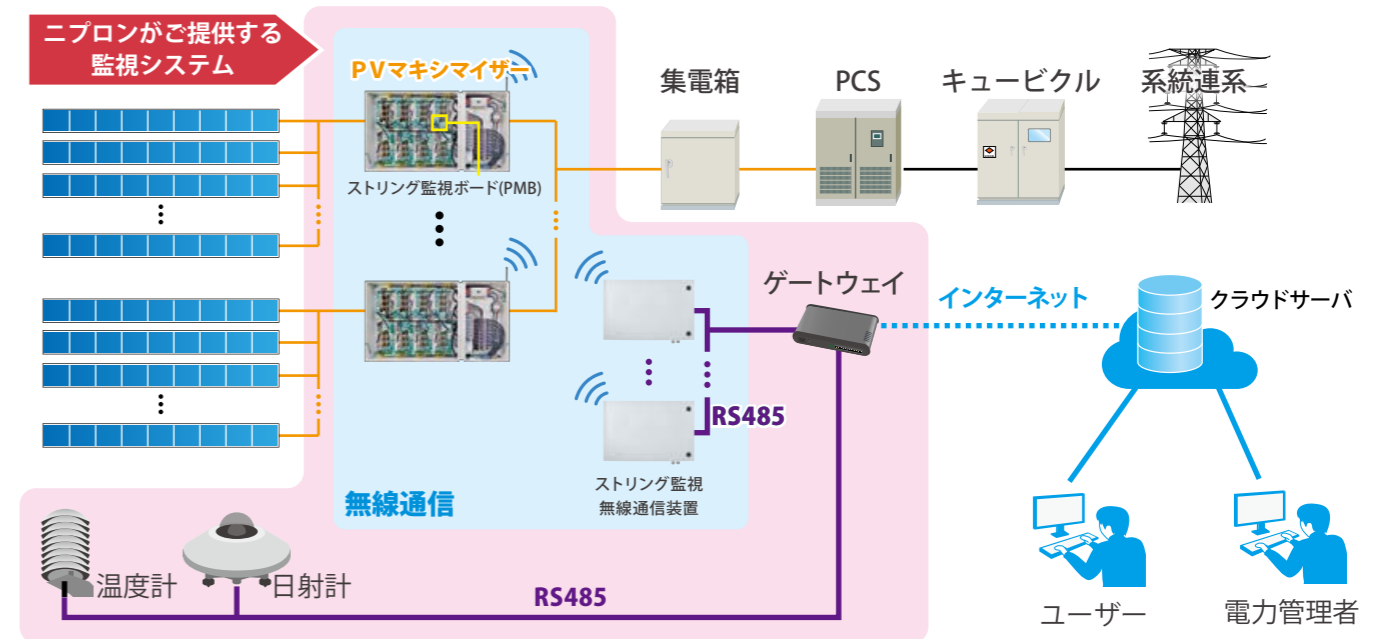 ニプロンがご提供する
監視システム
PVマキシマイザー
ストリング監視ボード(PMB)
集電箱
PCS
キュービクル
系統連系
ゲートウェイ
インターネット
クラウドサーバ
RS485
ストリング監視
無線通信装置
無線通信
温度計
日射計
RS485
ユーザー
電力管理者